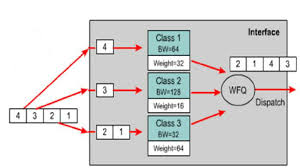 Interface
Class 1
BW=64
Weight=32
4
2 1 4 3
Class 2
BW=128
Weight=16
3
WFQ
Dispatch
4 3 2 1
Class 3
BW=32
Weight=64
2 1